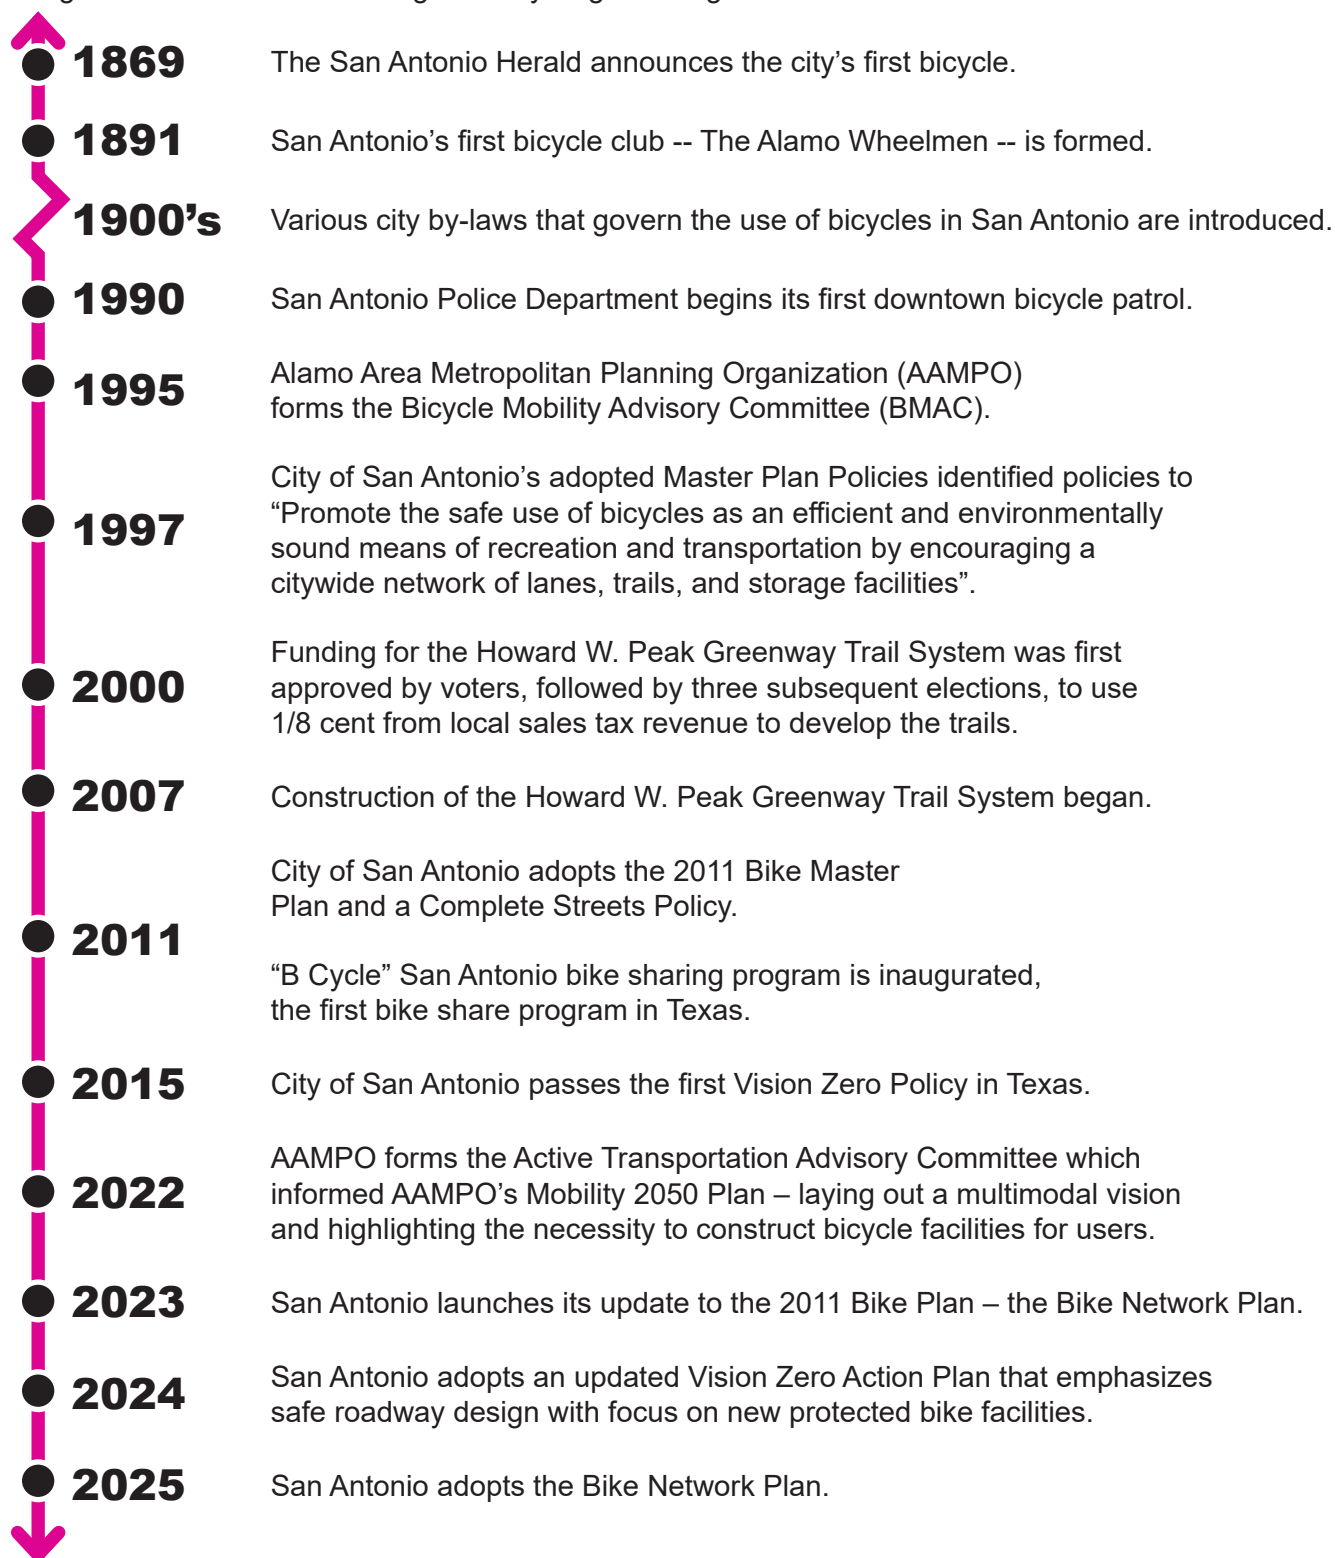 1869
The San Antonio Herald announces the city’s first bicycle.
1891
San Antonio’s first bicycle club -- The Alamo Wheelmen -- is formed.
1900’s
Various city by-laws that govern the use of bicycles in San Antonio are introduced.
1990
San Antonio Police Department begins its first downtown bicycle patrol.
1995
Alamo Area Metropolitan Planning Organization (AAMPO)
forms the Bicycle Mobility Advisory Committee (BMAC).
1997
City of San Antonio’s adopted Master Plan Policies identified policies to
“Promote the safe use of bicycles as an efficient and environmentally
sound means of recreation and transportation by encouraging a
citywide network of lanes, trails, and storage facilities”.
2000
Funding for the Howard W. Peak Greenway Trail System was first
approved by voters, followed by three subsequent elections, to use
1/8 cent from local sales tax revenue to develop the trails.
2007
Construction of the Howard W. Peak Greenway Trail System began.
2011
City of San Antonio adopts the 2011 Bike Master
Plan and a Complete Streets Policy.
“B Cycle” San Antonio bike sharing program is inaugurated,
the first bike share program in Texas.
2015
City of San Antonio passes the first Vision Zero Policy in Texas.
2022
AAMPO forms the Active Transportation Advisory Committee which
informed AAMPO’s Mobility 2050 Plan – laying out a multimodal vision
and highlighting the necessity to construct bicycle facilities for users.
2023
San Antonio launches its update to the 2011 Bike Plan – the Bike Network Plan.
2024
San Antonio adopts an updated Vision Zero Action Plan that emphasizes
safe roadway design with focus on new protected bike facilities.
2025
San Antonio adopts the Bike Network Plan.